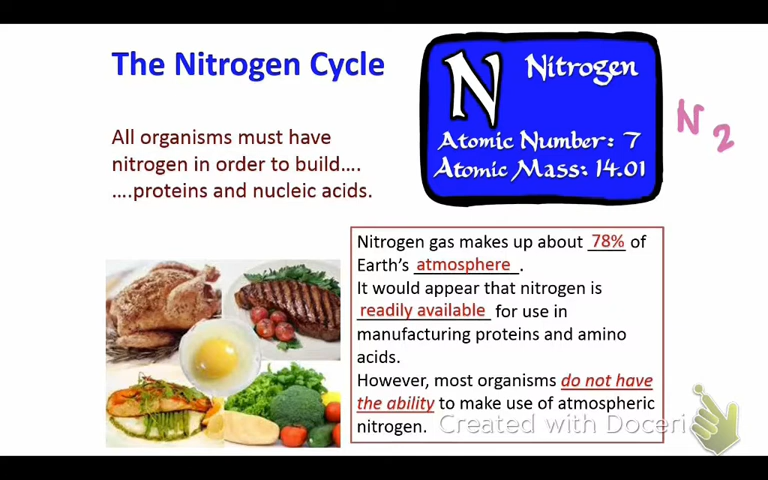 The Nitrogen Cycle
N Nitrogen
Atomic Number: 7
Atomic Mass: 14.01
N2
All organisms must have
nitrogen in order to build....
....proteins and nucleic acids.
Nitrogen gas makes up about 78% of
Earth's atmosphere.
It would appear that nitrogen is
readily available for use in
manufacturing proteins and amino
acids.
However, most organisms do not have
the ability to make use of atmospheric
nitrogen.
Created with Doceri